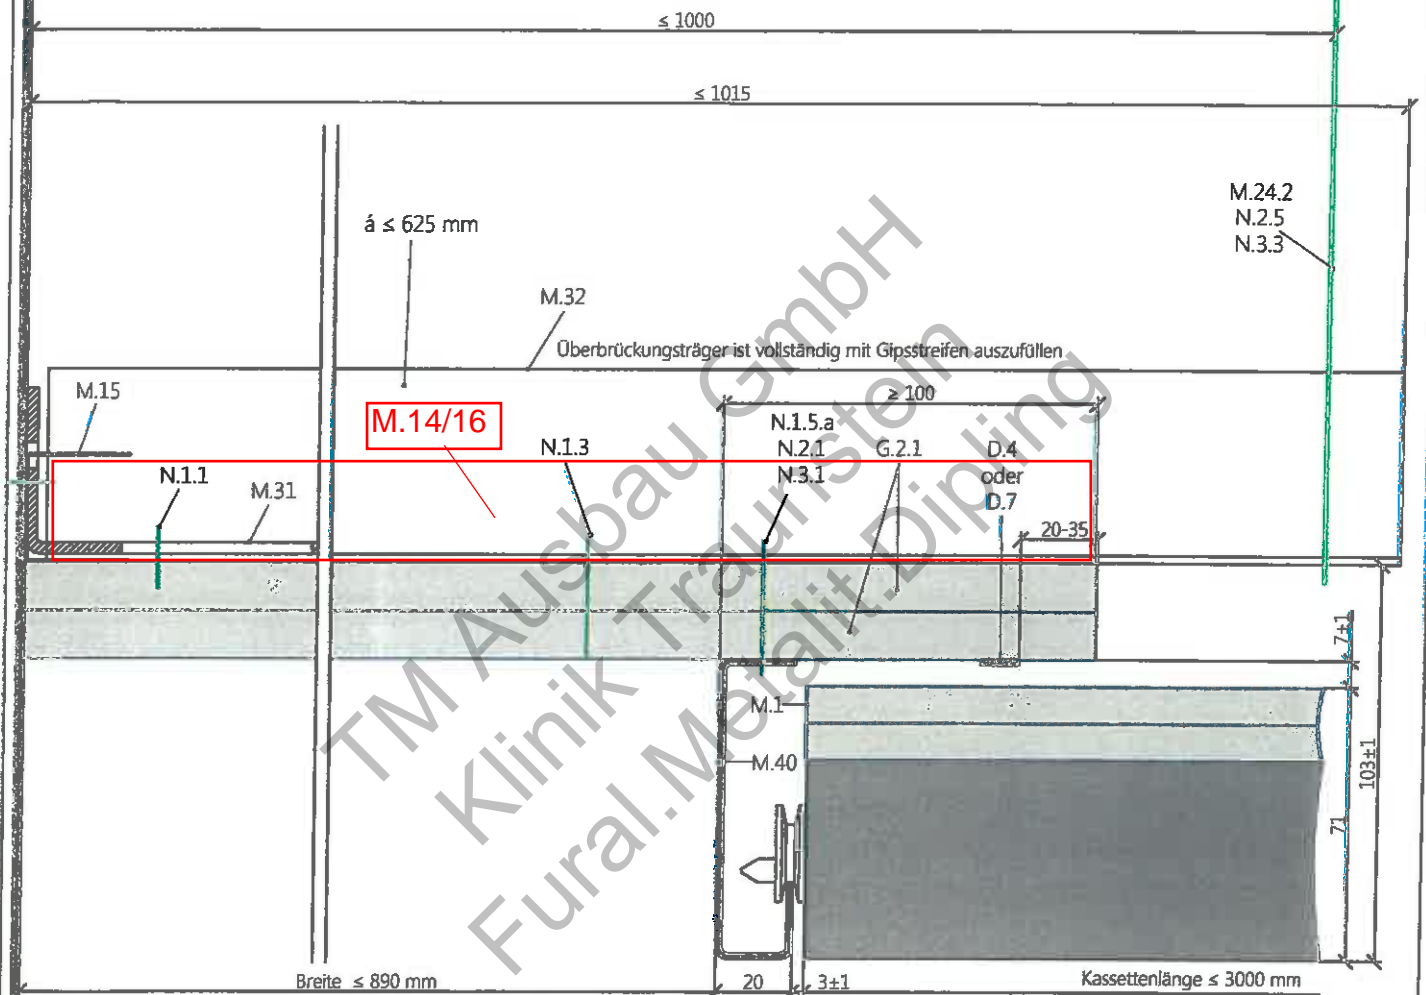 ≤ 1000
≤ 1015
M.24.2
N.2.5
N.3.3
á ≤ 625 mm
M.32
Überbrückungsträger ist vollständig mit Gipsstreifen auszufüllen
M.15
≥ 100
M.14/16
N.1.5.a
N.2.1
N.3.1
N.1.3
G.2.1
D.4
oder
D.7
N.1.1
M.31
20-35
7±1
M.1
M.40
103±1
71
Breite ≤ 890 mm
20
3±1
Kassettenlänge ≤ 3000 mm
TM Ausbau GmbH
Klinik Traunstein
Fural.Metalit.Dipling